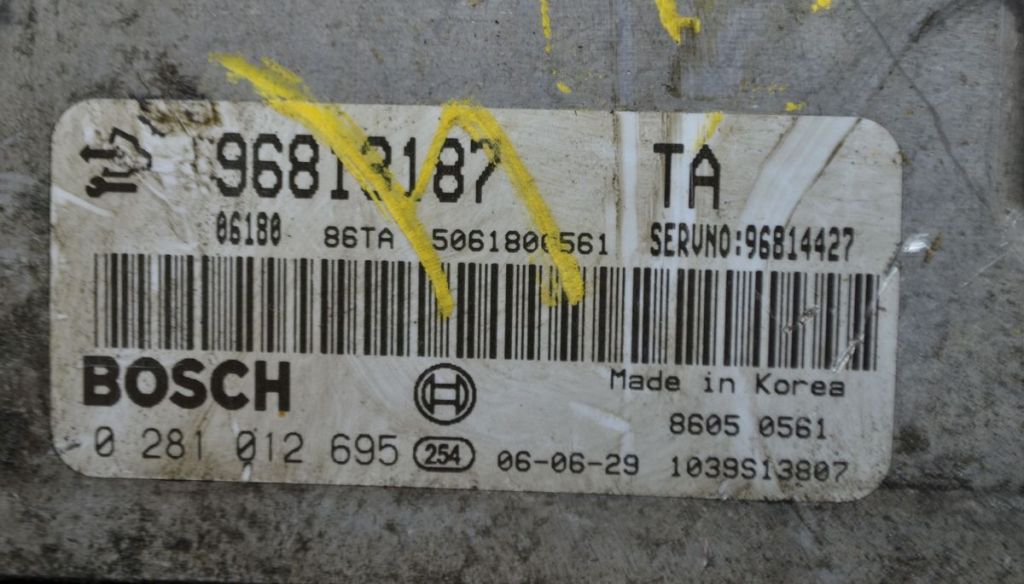 96813187 TA
06180 86TA 5061800561 SERVNO:96814427
BOSCH
Made in Korea
8605 0561
0 281 012 695 254 06-06-29 1039S13807